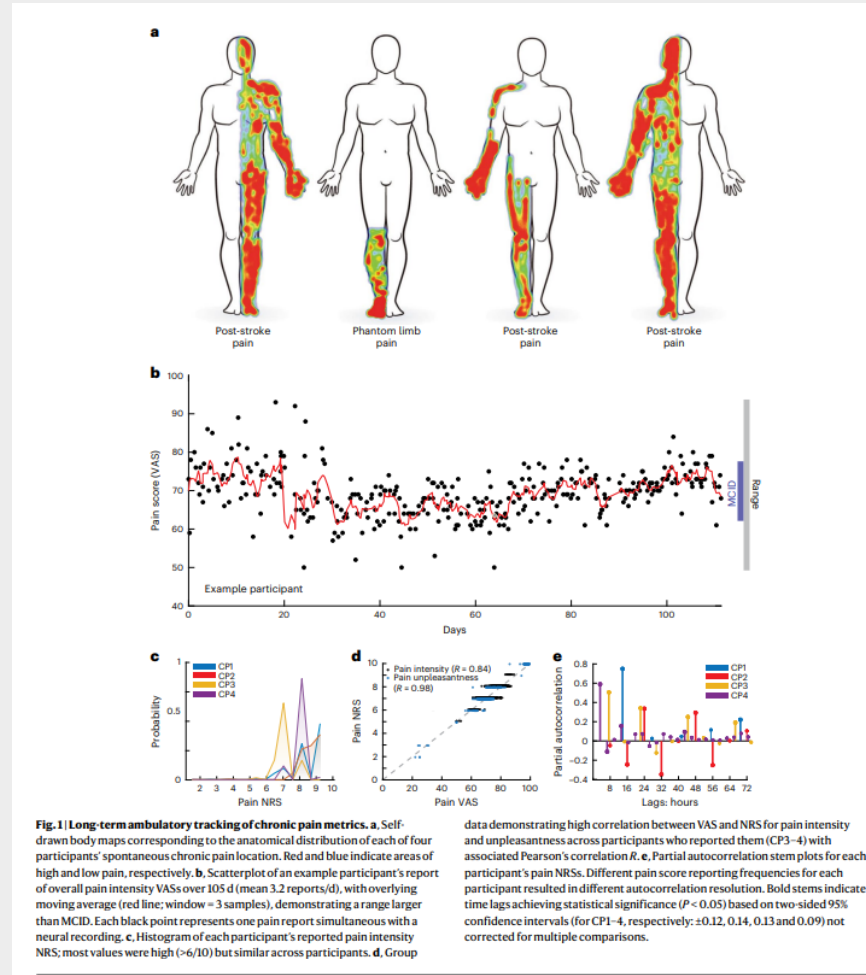 a
Post-stroke
pain
Phantom limb
pain
Post-stroke
pain
Post-stroke
pain
b
100
90
80
70
60
50
40
Pain score (VAS)
Example participant
0 20 40 60 80 100
Days
MCID
Range
c
1
0.5
0
Probability
CP1
CP2
CP3
CP4
2 3 4 5 6 7 8 9 10
Pain NRS
d
10
8
6
4
2
0
Pain NRS
Pain intensity (R = 0.84)
Pain unpleasantness
(R = 0.98)
0 20 40 60 80 100
Pain VAS
e
0.8
0.6
0.4
0.2
0
-0.2
-0.4
Partial autocorrelation
CP1
CP2
CP3
CP4
8 16 24 32 40 48 56 64 72
Lags: hours
Fig. 1 | Long-term ambulatory tracking of chronic pain metrics. a, Self-
drawn body maps corresponding to the anatomical distribution of each of four
participants' spontaneous chronic pain location. Red and blue indicate areas of
high and low pain, respectively. b, Scatterplot of an example participant's report
of overall pain intensity VASs over 105 d (mean 3.2 reports/d), with overlying
moving average (red line; window = 3 samples), demonstrating a range larger
than MCID. Each black point represents one pain report simultaneous with a
neural recording. c, Histogram of each participant's reported pain intensity
NRS; most values were high (>6/10) but similar across participants. d, Group
data demonstrating high correlation between VAS and NRS for pain intensity
and unpleasantness across participants who reported them (CP3–4) with
associated Pearson's correlation R. e, Partial autocorrelation stem plots for each
participant's pain NRSs. Different pain score reporting frequencies for each
participant resulted in different autocorrelation resolution. Bold stems indicate
time lags achieving statistical significance (P < 0.05) based on two-sided 95%
confidence intervals (for CP1–4, respectively: ±0.12, 0.14, 0.13 and 0.09) not
corrected for multiple comparisons.